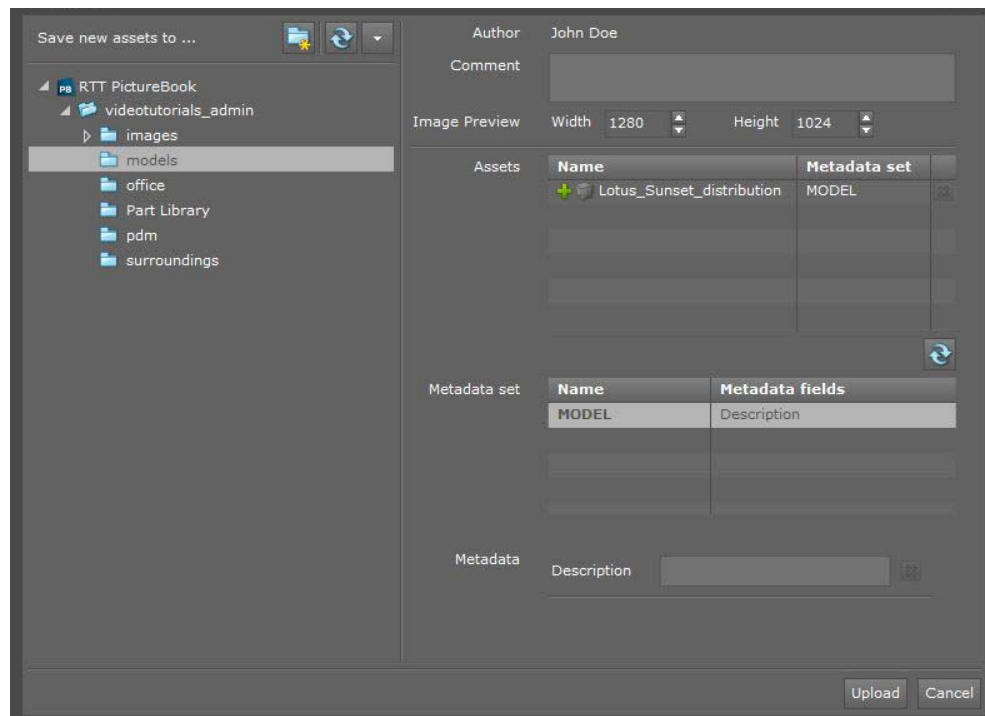 Save new assets to ...
PB RTT PictureBook
videotutorials_admin
images
models
office
Part Library
pdm
surroundings
Author John Doe
Comment
Image Preview Width 1280 Height 1024
Assets Name Metadata set
Lotus_Sunset_distribution MODEL
Metadata set Name Metadata fields
MODEL Description
Metadata Description
Upload Cancel